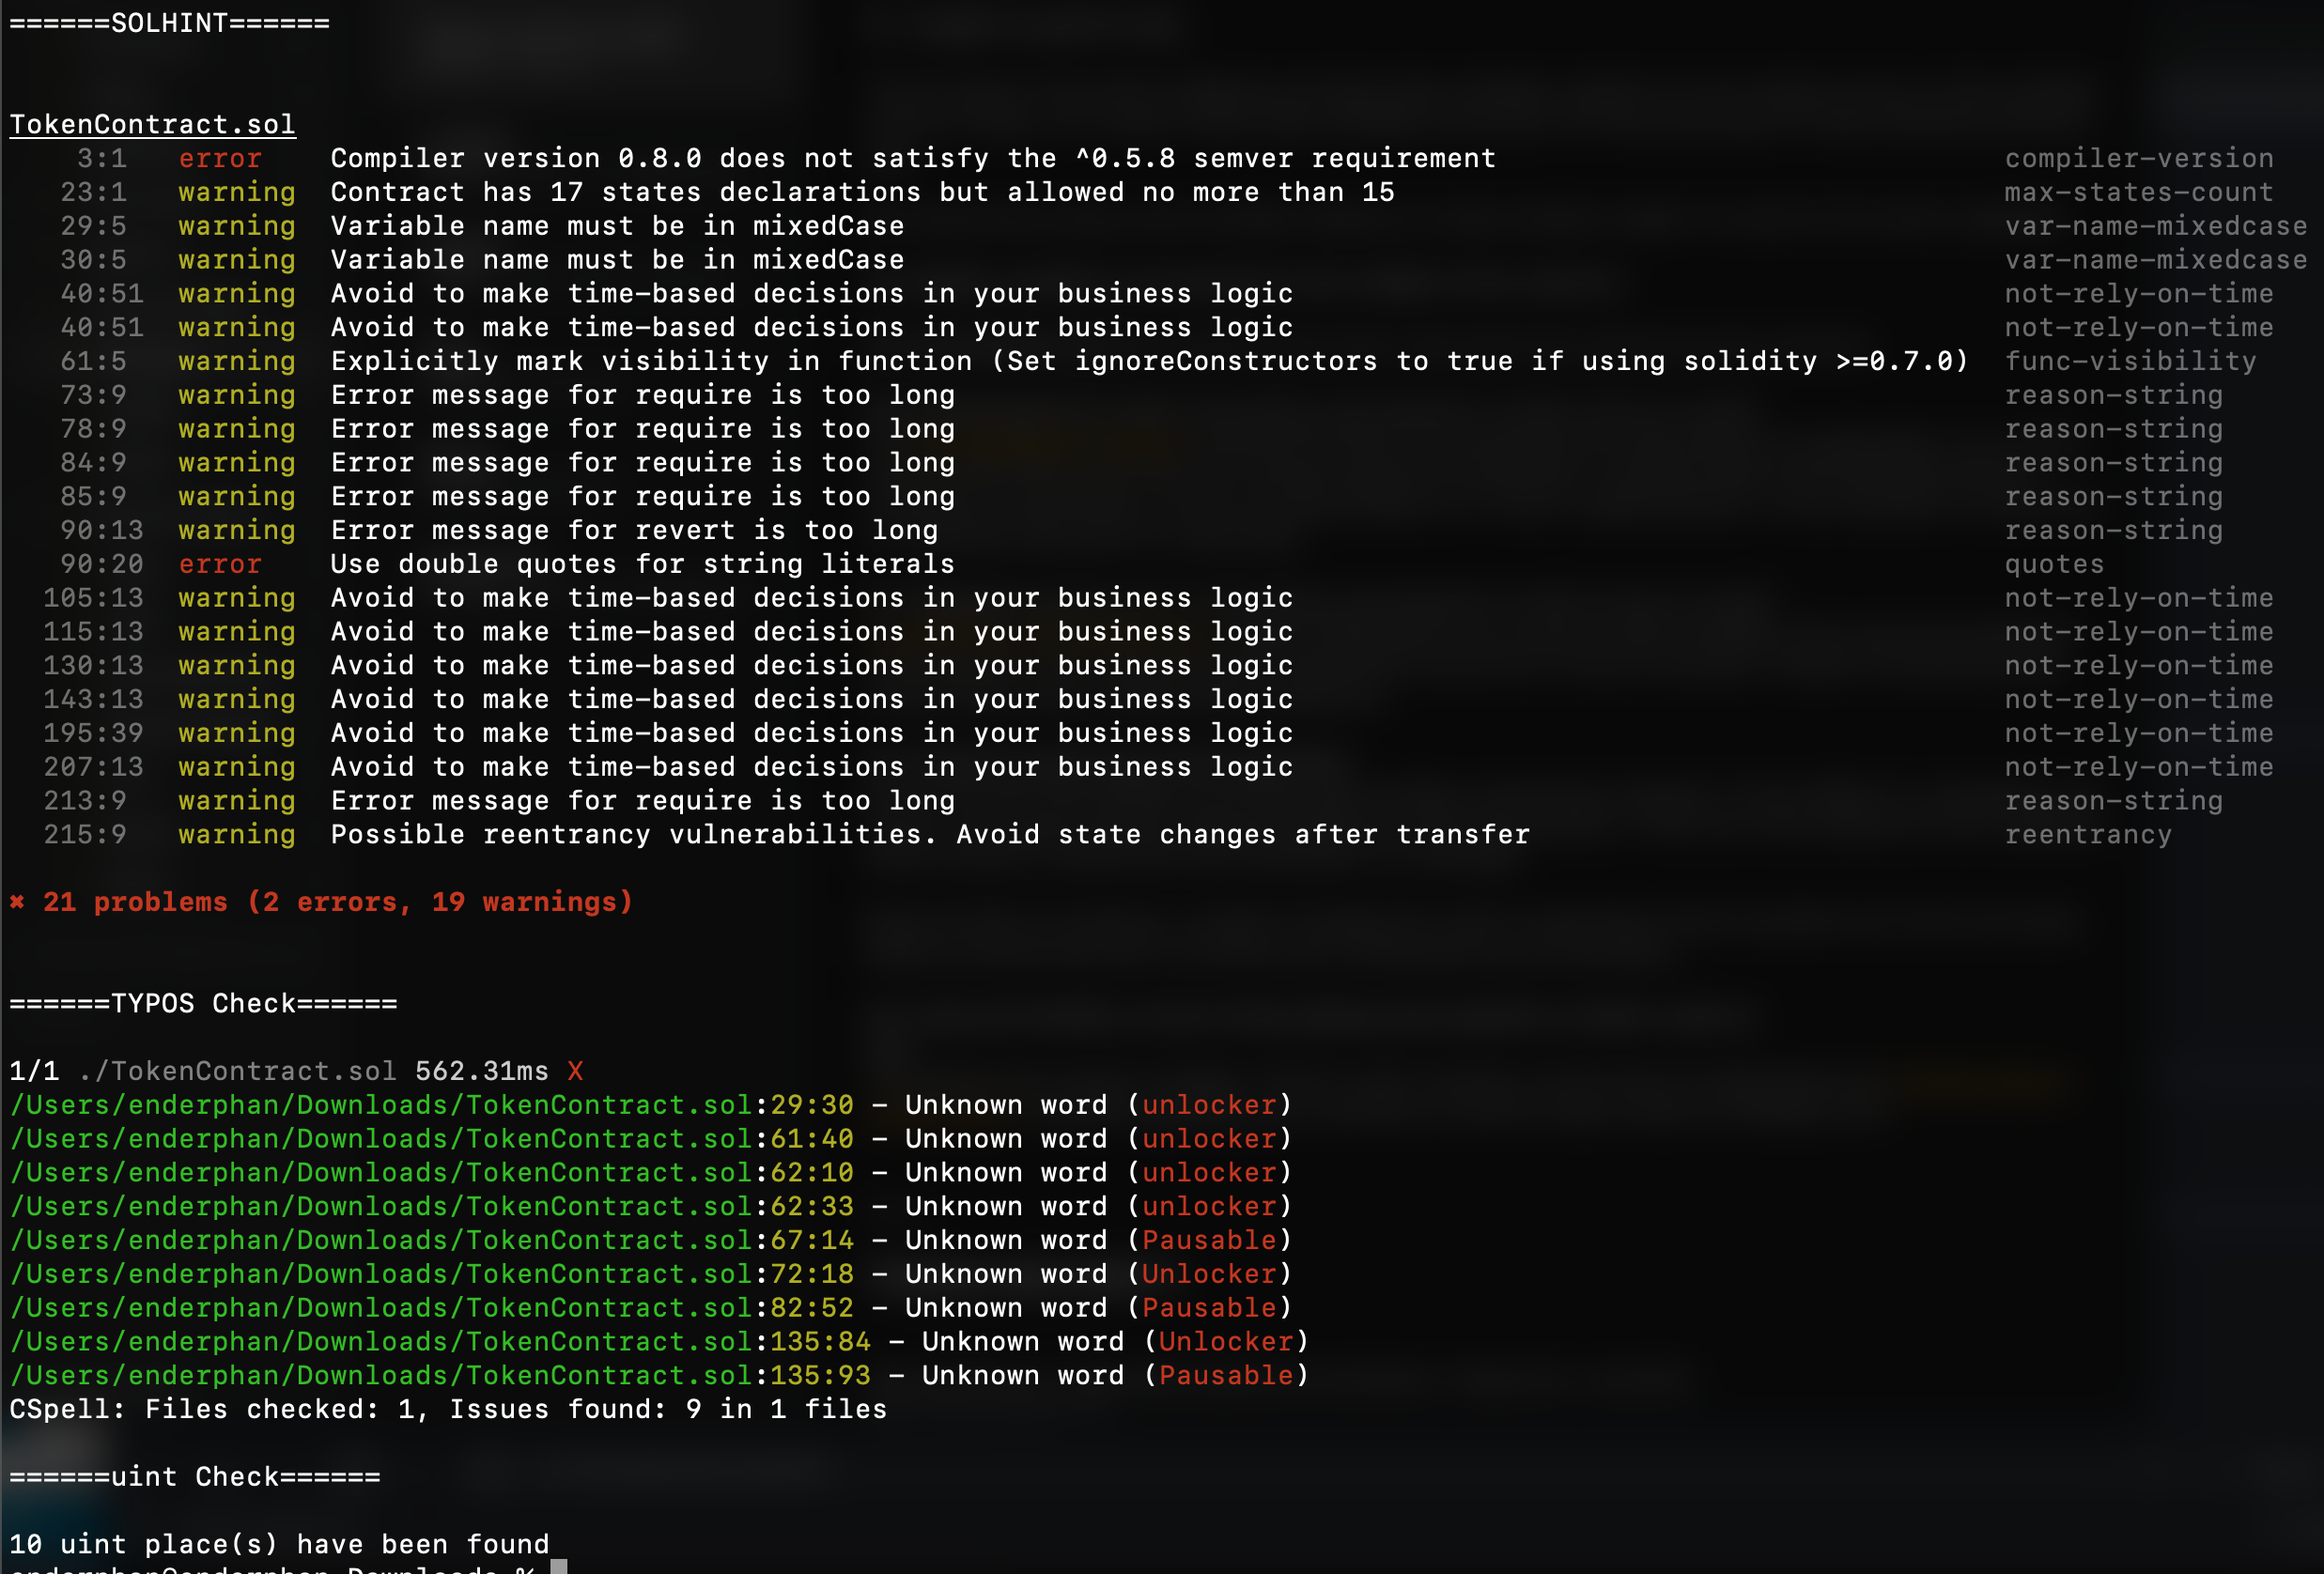 ======SOLHINT======
TokenContract.sol
3:1 error Compiler version 0.8.0 does not satisfy the ^0.5.8 semver requirement compiler-version
23:1 warning Contract has 17 states declarations but allowed no more than 15 max-states-count
29:5 warning Variable name must be in mixedCase var-name-mixedcase
30:5 warning Variable name must be in mixedCase var-name-mixedcase
40:51 warning Avoid to make time-based decisions in your business logic not-rely-on-time
40:51 warning Avoid to make time-based decisions in your business logic not-rely-on-time
61:5 warning Explicitly mark visibility in function (Set ignoreConstructors to true if using solidity >=0.7.0) func-visibility
73:9 warning Error message for require is too long reason-string
78:9 warning Error message for require is too long reason-string
84:9 warning Error message for require is too long reason-string
85:9 warning Error message for require is too long reason-string
90:13 warning Error message for revert is too long reason-string
90:20 error Use double quotes for string literals quotes
105:13 warning Avoid to make time-based decisions in your business logic not-rely-on-time
115:13 warning Avoid to make time-based decisions in your business logic not-rely-on-time
130:13 warning Avoid to make time-based decisions in your business logic not-rely-on-time
143:13 warning Avoid to make time-based decisions in your business logic not-rely-on-time
195:39 warning Avoid to make time-based decisions in your business logic not-rely-on-time
207:13 warning Avoid to make time-based decisions in your business logic not-rely-on-time
213:9 warning Error message for require is too long reason-string
215:9 warning Possible reentrancy vulnerabilities. Avoid state changes after transfer reentrancy
✖ 21 problems (2 errors, 19 warnings)
======TYPOS Check======
1/1 ./TokenContract.sol 562.31ms X
/Users/enderphan/Downloads/TokenContract.sol:29:30 – Unknown word (unlocker)
/Users/enderphan/Downloads/TokenContract.sol:61:40 – Unknown word (unlocker)
/Users/enderphan/Downloads/TokenContract.sol:62:10 – Unknown word (unlocker)
/Users/enderphan/Downloads/TokenContract.sol:62:33 – Unknown word (unlocker)
/Users/enderphan/Downloads/TokenContract.sol:67:14 – Unknown word (Pausable)
/Users/enderphan/Downloads/TokenContract.sol:72:18 – Unknown word (Unlocker)
/Users/enderphan/Downloads/TokenContract.sol:82:52 – Unknown word (Pausable)
/Users/enderphan/Downloads/TokenContract.sol:135:84 – Unknown word (Unlocker)
/Users/enderphan/Downloads/TokenContract.sol:135:93 – Unknown word (Pausable)
CSpell: Files checked: 1, Issues found: 9 in 1 files
======uint Check======
10 uint place(s) have been found